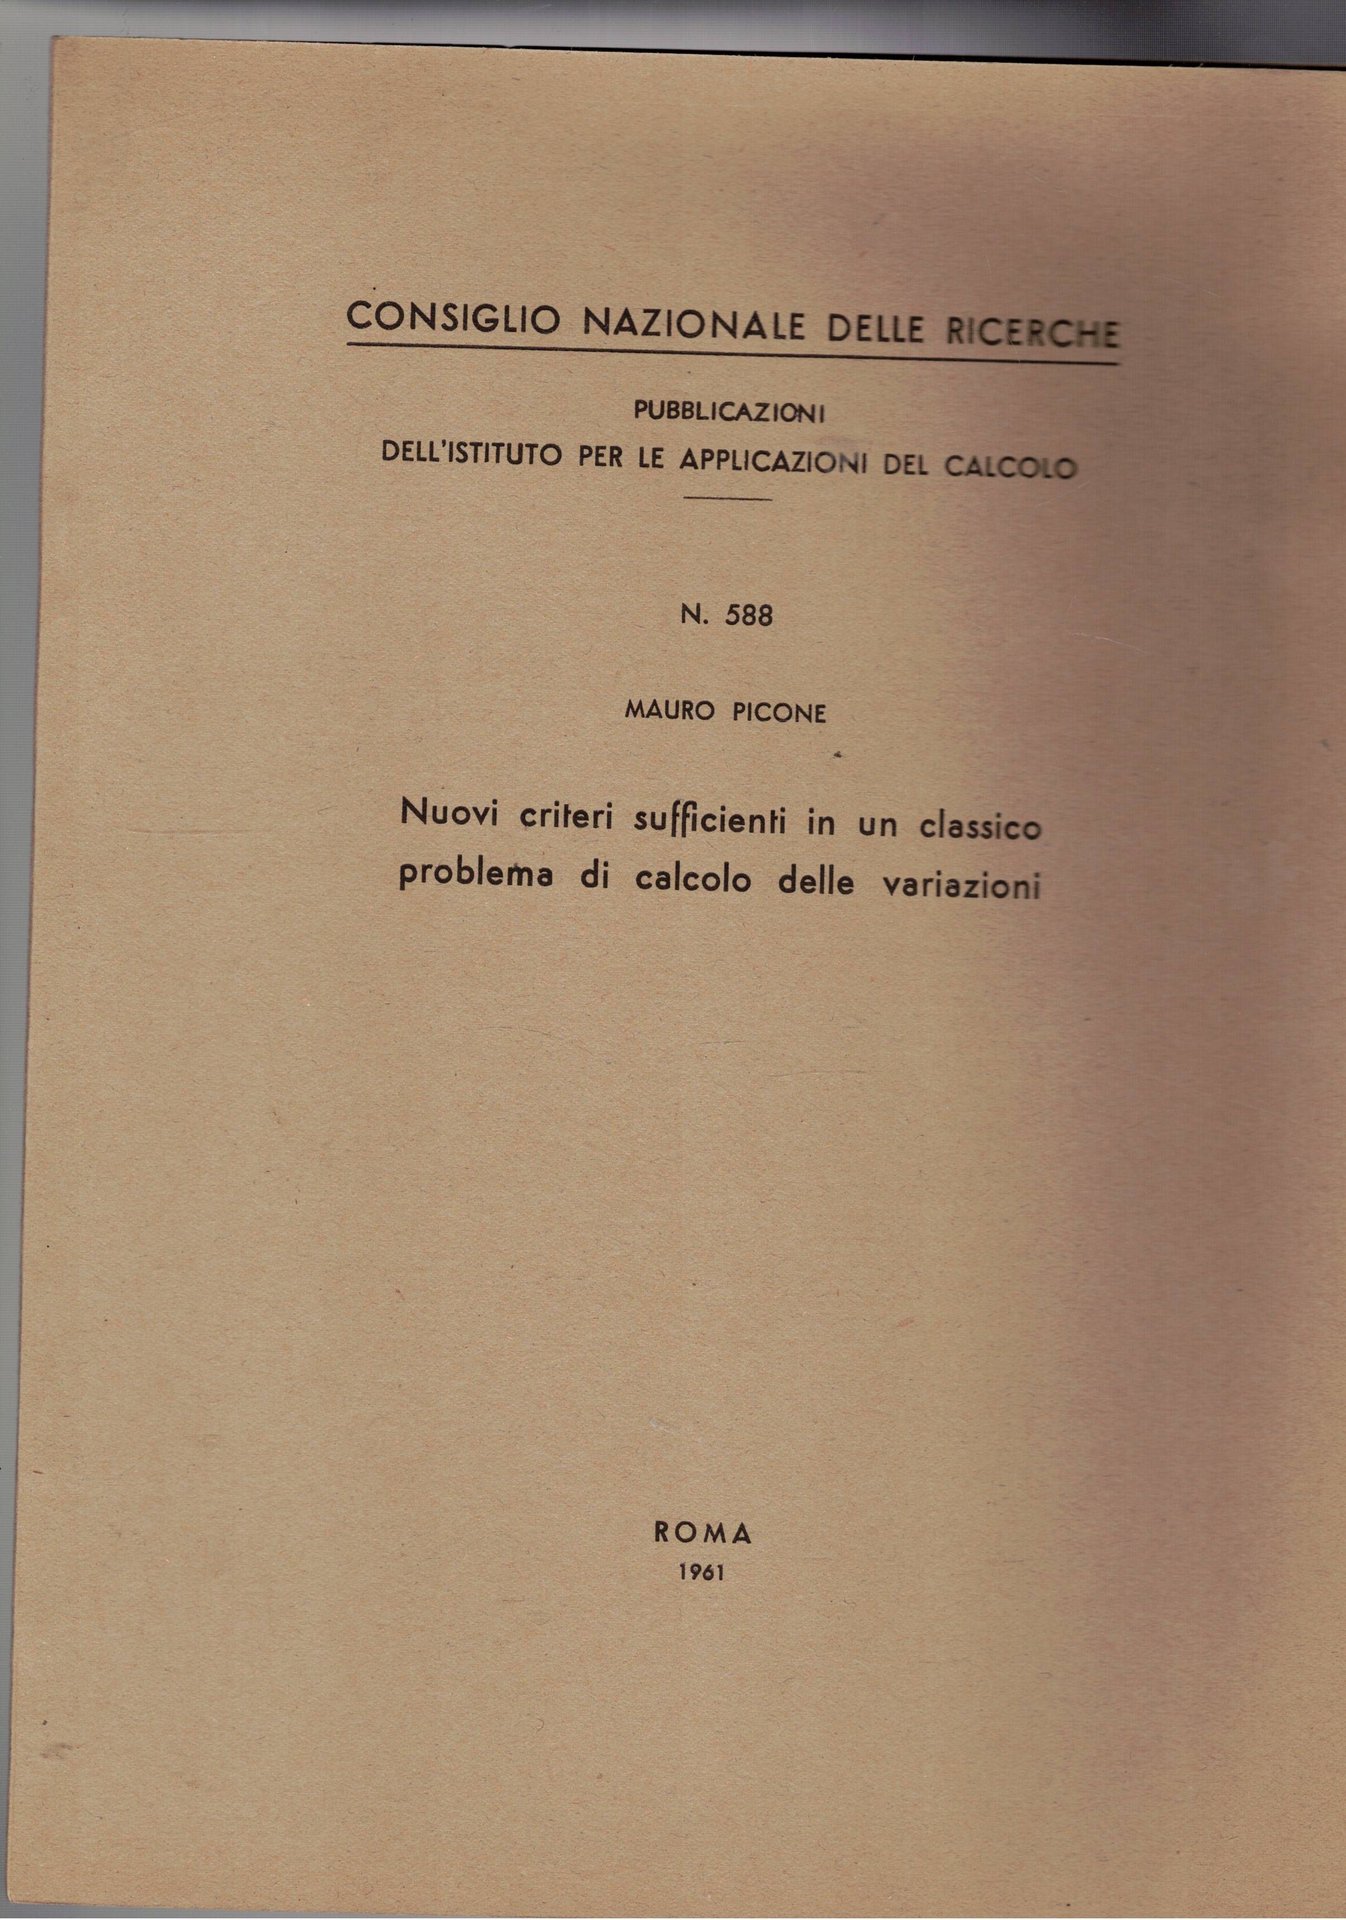 CONSIGLIO NAZIONALE DELLE RICERCHE
PUBBLICAZIONI
DELL'ISTITUTO PER LE APPLICAZIONI DEL CALCOLO
N. 588
MAURO PICONE
Nuovi criteri sufficienti in un classico
problema di calcolo delle variazioni
ROMA
1961